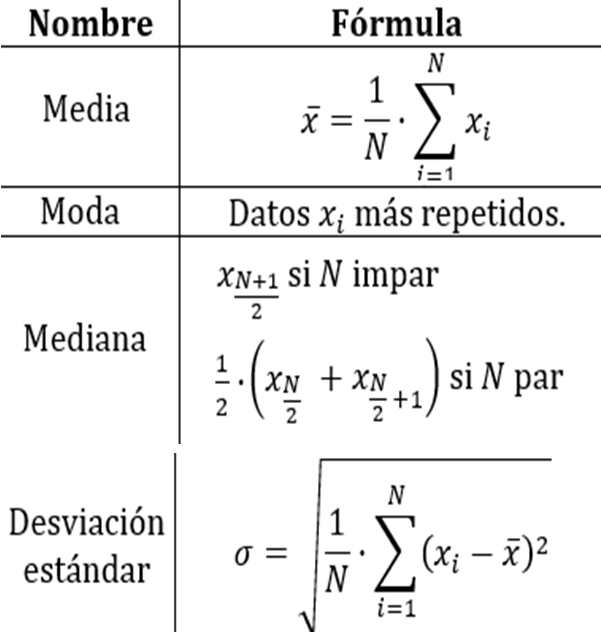 Nombre Fórmula
Media x̄ = 1/N · ∑_{i=1}^{N} x_i
Moda Datos x_i más repetidos.
Mediana x_{(N+1)/2} si N impar
1/2 · (x_{N/2} + x_{N/2+1}) si N par
Desviación estándar σ = √(1/N · ∑_{i=1}^{N} (x_i − x̄)²)